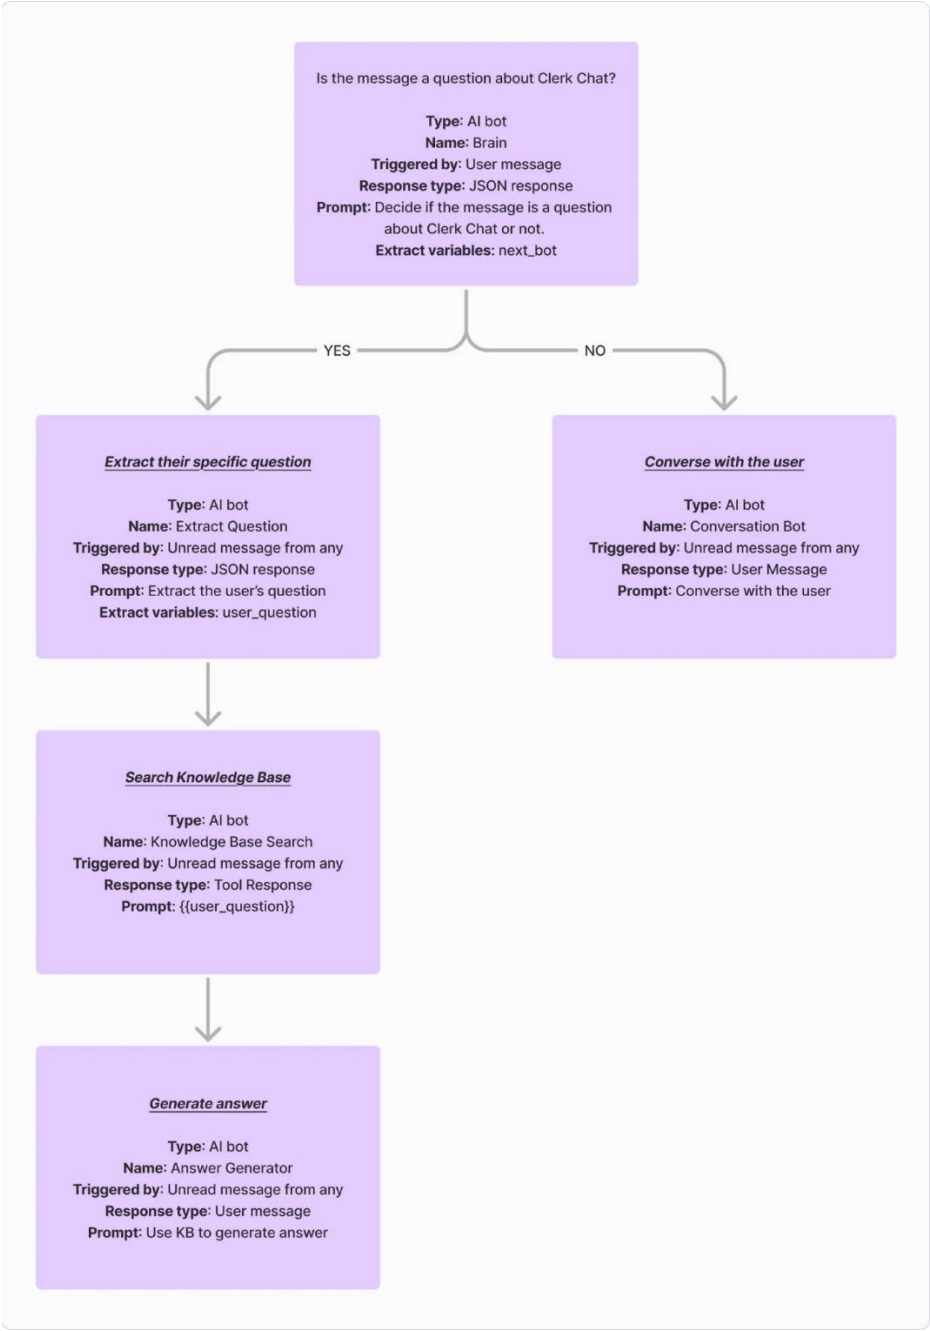 Is the message a question about Clerk Chat?
Type: AI bot
Name: Brain
Triggered by: User message
Response type: JSON response
Prompt: Decide if the message is a question
about Clerk Chat or not.
Extract variables: next_bot
YES
NO
Extract their specific question
Type: AI bot
Name: Extract Question
Triggered by: Unread message from any
Response type: JSON response
Prompt: Extract the user’s question
Extract variables: user_question
Converse with the user
Type: AI bot
Name: Conversation Bot
Triggered by: Unread message from any
Response type: User Message
Prompt: Converse with the user
Search Knowledge Base
Type: AI bot
Name: Knowledge Base Search
Triggered by: Unread message from any
Response type: Tool Response
Prompt: {{user_question}}
Generate answer
Type: AI bot
Name: Answer Generator
Triggered by: Unread message from any
Response type: User message
Prompt: Use KB to generate answer